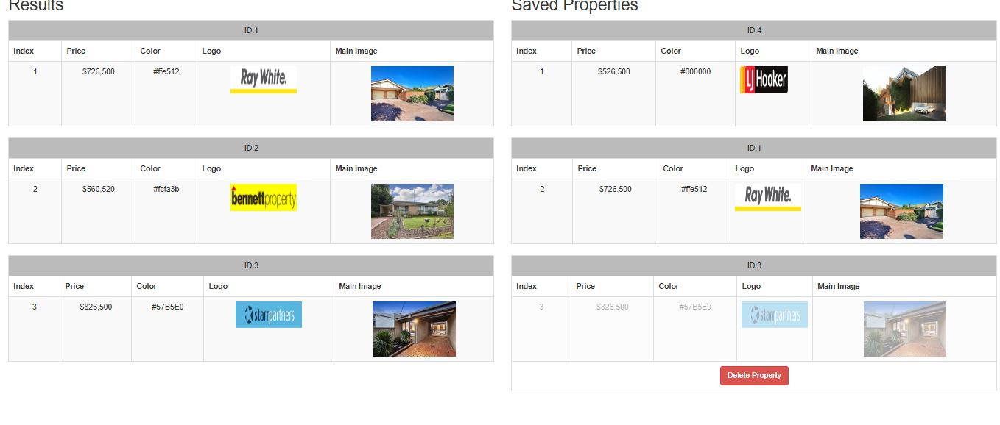 Results
ID:1
Index Price Color Logo Main Image
1 $726,500 #ffe512 Ray White.
ID:2
Index Price Color Logo Main Image
2 $560,520 #fcfa3b bennettproperty
ID:3
Index Price Color Logo Main Image
3 $826,500 #57B5E0 starrpartners
Saved Properties
ID:4
Index Price Color Logo Main Image
1 $526,500 #000000 LJ Hooker
ID:1
Index Price Color Logo Main Image
2 $726,500 #ffe512 Ray White.
ID:3
Index Price Color Logo Main Image
3 $826,500 #57B5E0 starrpartners
Delete Property